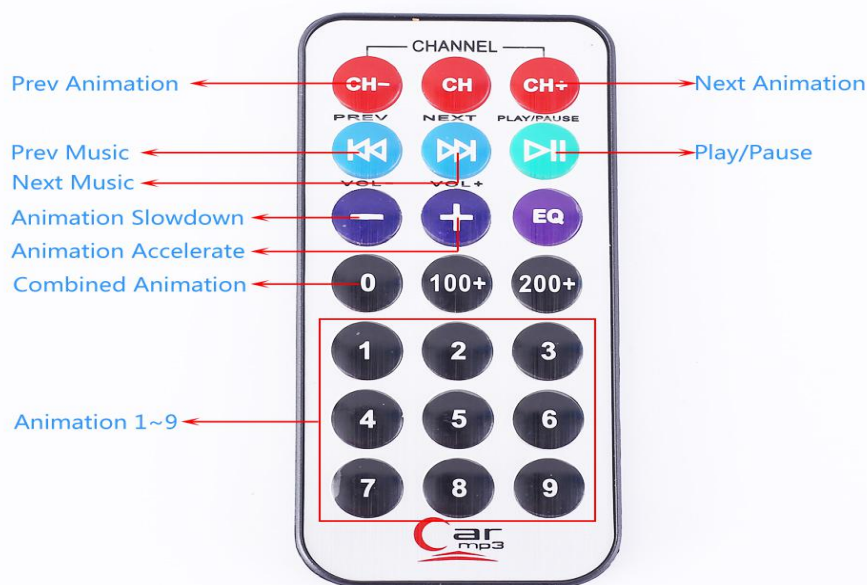 CHANNEL
Prev Animation
CH−
CH
CH+
Next Animation
PREV
NEXT
PLAY/PAUSE
Prev Music
Play/Pause
Next Music
VOL−
VOL+
Animation Slowdown
−
+
EQ
Animation Accelerate
Combined Animation
0
100+
200+
1
2
3
Animation 1~9
4
5
6
7
8
9
Car
mp3